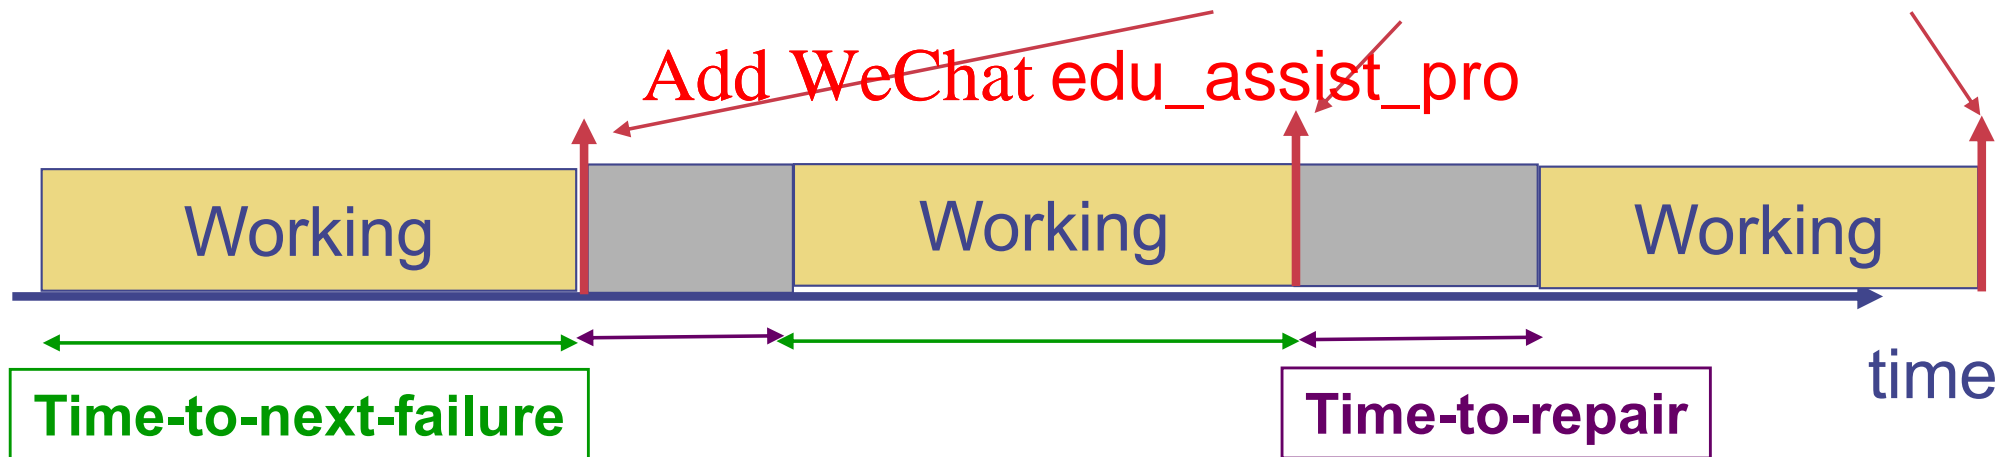 Add WeChat edu_assist_pro
Working
Working
Working
time
Time-to-next-failure
Time-to-repair